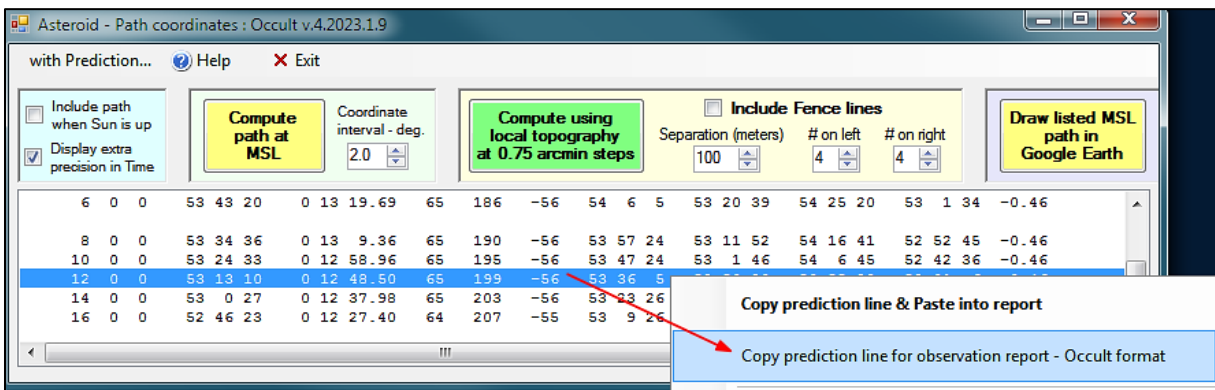 Asteroid - Path coordinates : Occult v.4.2023.1.9
with Prediction... Help Exit
Include path
when Sun is up
Display extra
precision in Time
Compute
path at
MSL
Coordinate
interval - deg.
2.0
Compute using
local topography
at 0.75 arcmin steps
Include Fence lines
Separation (meters) # on left # on right
100 4 4
Draw listed MSL
path in
Google Earth
6 0 0 53 43 20 0 13 19.69 65 186 -56 54 6 5 53 20 39 54 25 20 53 1 34 -0.46
8 0 0 53 34 36 0 13 9.36 65 190 -56 53 57 24 53 11 52 54 16 41 52 52 45 -0.46
10 0 0 53 24 33 0 12 58.96 65 195 -56 53 47 24 53 1 46 54 6 45 52 42 36 -0.46
12 0 0 53 13 10 0 12 48.50 65 199 -56 53 36 5
14 0 0 53 0 27 0 12 37.98 65 203 -56 53 23 26
16 0 0 52 46 23 0 12 27.40 64 207 -55 53 9 26
Copy prediction line & Paste into report
Copy prediction line for observation report - Occult format